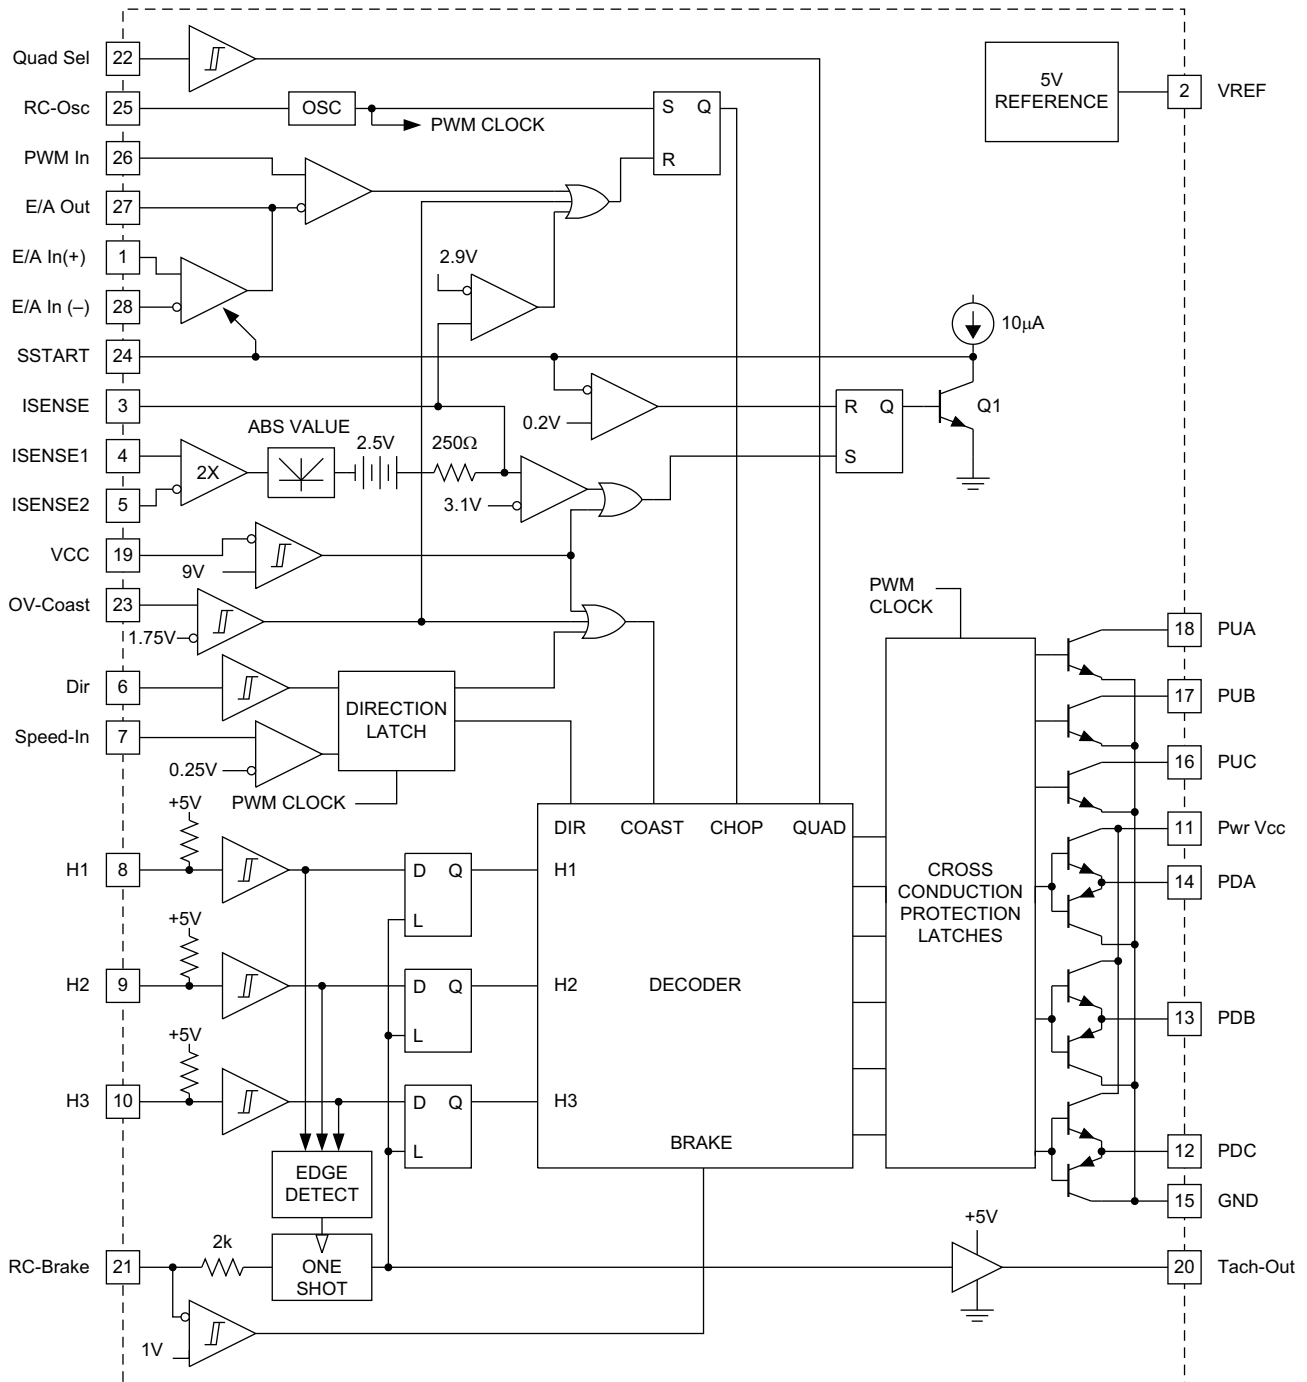 Quad Sel 22
RC-Osc 25 OSC S Q
PWM CLOCK
5V
REFERENCE
2 VREF
PWM In 26 R
E/A Out 27
E/A In(+) 1
2.9V
E/A In (–) 28
10µA
SSTART 24
ISENSE 3
0.2V
R Q
Q1
S
ABS VALUE
2.5V
250Ω
ISENSE1 4
2X
ISENSE2 5
3.1V
VCC 19
9V
OV-Coast 23
1.75V
PWM
CLOCK
18 PUA
Dir 6
DIRECTION
LATCH
17 PUB
Speed-In 7
0.25V
16 PUC
PWM CLOCK
+5V
DIR COAST CHOP QUAD
11 Pwr Vcc
H1 8 D Q H1
L
CROSS
CONDUCTION
PROTECTION
LATCHES
14 PDA
+5V
H2 9 D Q H2
DECODER
L
13 PDB
+5V
H3 10 D Q H3
BRAKE
L
12 PDC
EDGE
DETECT
15 GND
+5V
RC-Brake 21
2k
ONE
SHOT
20 Tach-Out
1V